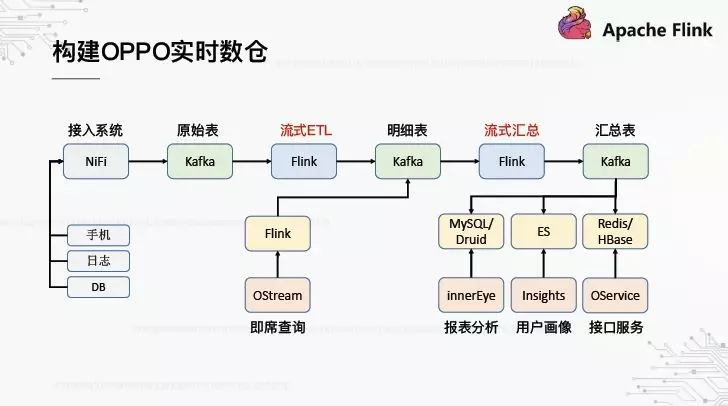 Apache Flink
构建OPPO实时数仓
接入系统
原始表
流式ETL
明细表
流式汇总
汇总表
NiFi
Kafka
Flink
Kafka
Flink
Kafka
手机
日志
DB
Flink
MySQL/
Druid
ES
Redis/
HBase
OStream
innerEye
Insights
OService
即席查询
报表分析
用户画像
接口服务